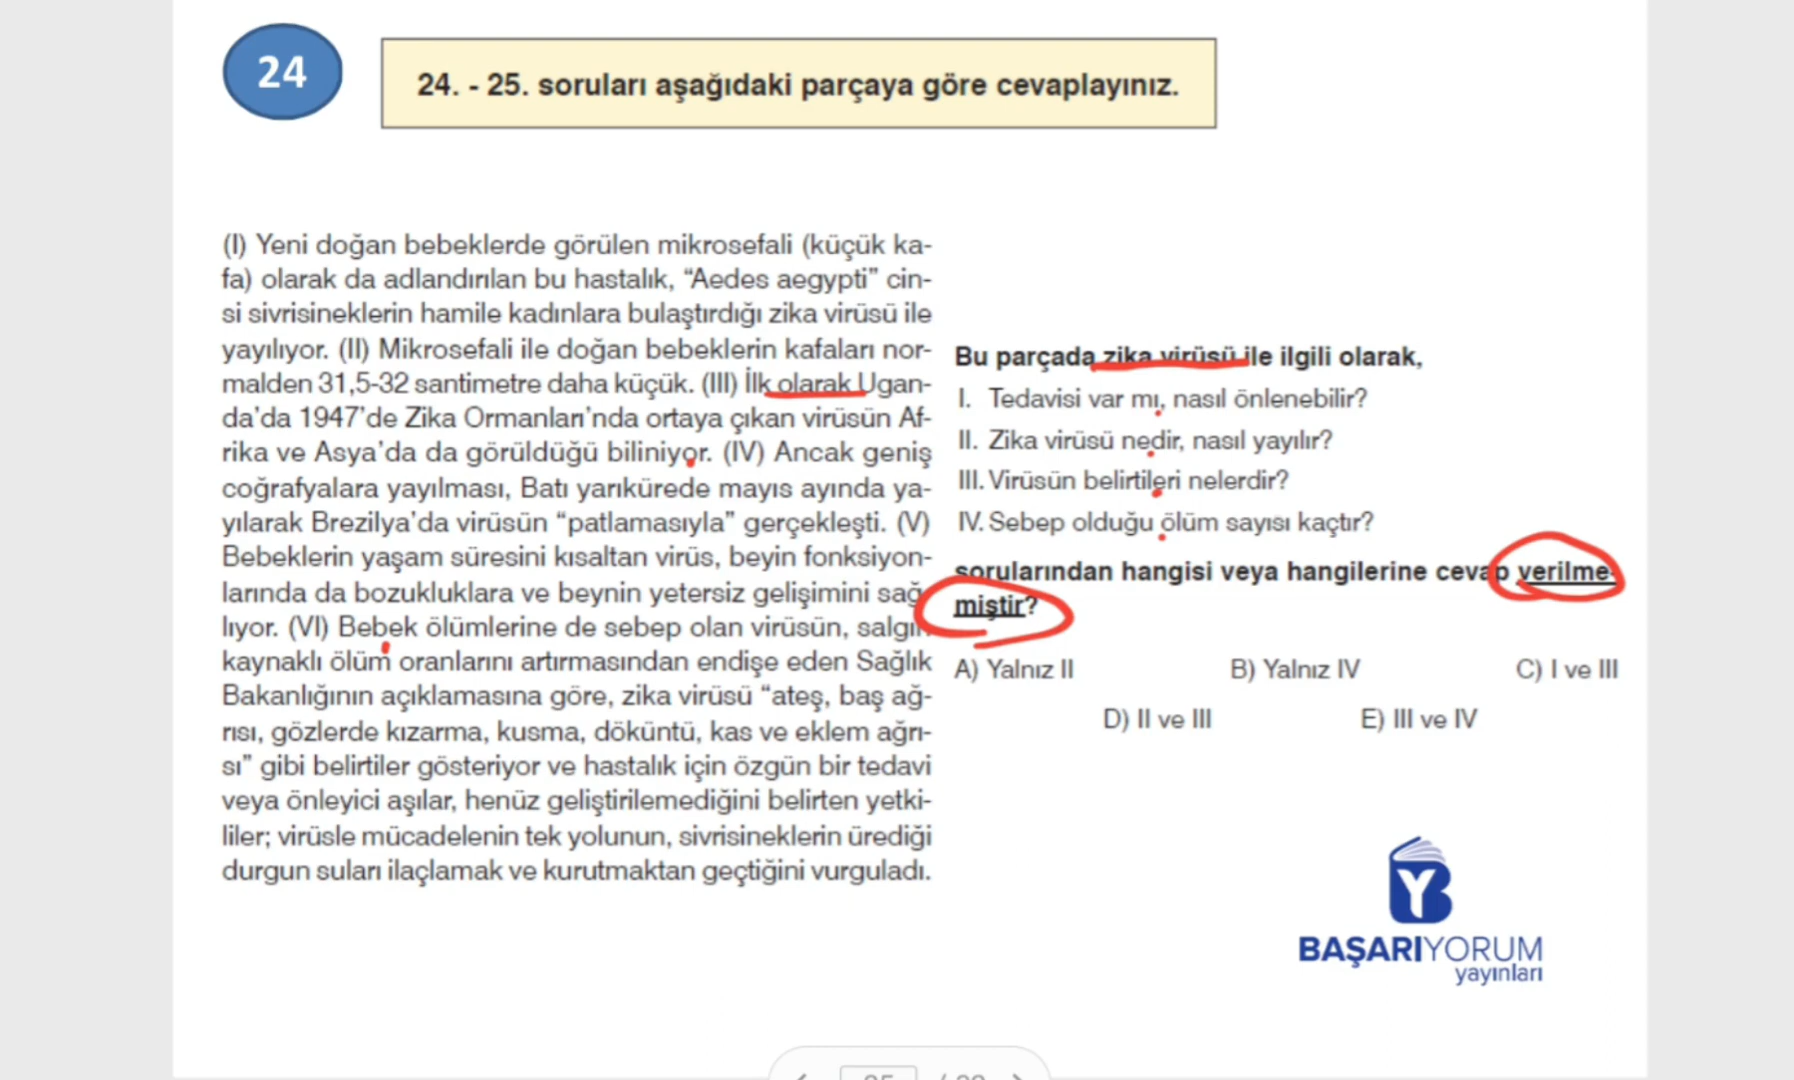 24
24. - 25. soruları aşağıdaki parçaya göre cevaplayınız.
(I) Yeni doğan bebeklerde görülen mikrosefali (küçük ka-
fa) olarak da adlandırılan bu hastalık, “Aedes aegypti” cin-
si sivrisineklerin hamile kadınlara bulaştırdığı zika virüsü ile
yayılıyor. (II) Mikrosefali ile doğan bebeklerin kafaları nor-
malden 31,5-32 santimetre daha küçük. (III) İlk olarak Ugan-
da’da 1947’de Zika Ormanları’nda ortaya çıkan virüsün Af-
rika ve Asya’da da görüldüğü biliniyor. (IV) Ancak geniş
coğrafyalara yayılması, Batı yarıkürede mayıs ayında ya-
yılarak Brezilya’da virüsün “patlamasıyla” gerçekleşti. (V)
Bebeklerin yaşam süresini kısaltan virüs, beyin fonksiyon-
larında da bozukluklara ve beynin yetersiz gelişimini sağ-
lıyor. (VI) Bebek ölümlerine de sebep olan virüsün, salgın
kaynaklı ölüm oranlarını artırmasından endişe eden Sağlık
Bakanlığının açıklamasına göre, zika virüsü “ateş, baş ağ-
rısı, gözlerde kızarma, kusma, döküntü, kas ve eklem ağrı-
sı” gibi belirtiler gösteriyor ve hastalık için özgün bir tedavi
veya önleyici aşılar, henüz geliştirilemediğini belirten yetki-
liler; virüsle mücadelenin tek yolunun, sivrisineklerin ürediği
durgun suları ilaçlamak ve kurutmaktan geçtiğini vurguladı.
Bu parçada zika virüsü ile ilgili olarak,
I. Tedavisi var mı, nasıl önlenebilir?
II. Zika virüsü nedir, nasıl yayılır?
III. Virüsün belirtileri nelerdir?
IV. Sebep olduğu ölüm sayısı kaçtır?
sorularından hangisi veya hangilerine cevap verilme-
miştir?
A) Yalnız II B) Yalnız IV C) I ve III
D) II ve III E) III ve IV
BAŞARIYORUM
yayınları